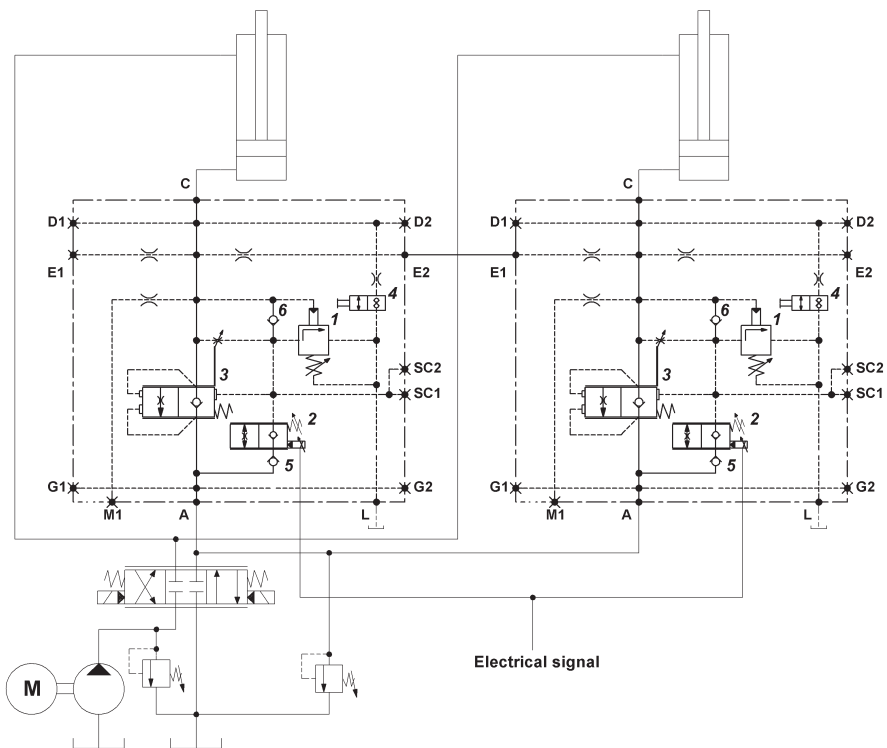 C C
D1 D2 D1 D2
E1 E2 E1 E2
4 4
6 1 6 1
3 SC2 3 SC2
SC1 SC1
2 2
5 5
G1 G2 G1 G2
M1 A L M1 A L
Electrical signal
M